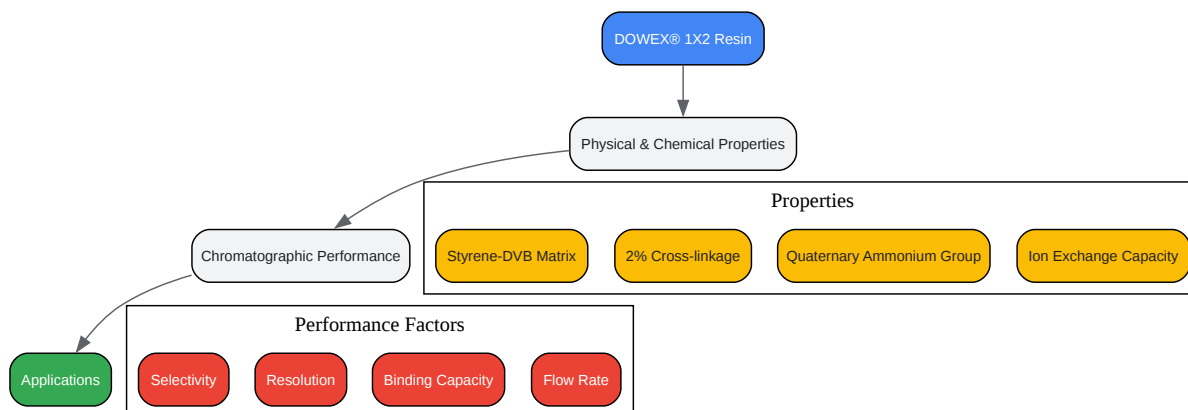 DOWEX® 1X2 Resin
Physical & Chemical Properties
Properties
Chromatographic Performance
Styrene-DVB Matrix
2% Cross-linkage
Quaternary Ammonium Group
Ion Exchange Capacity
Performance Factors
Applications
Selectivity
Resolution
Binding Capacity
Flow Rate